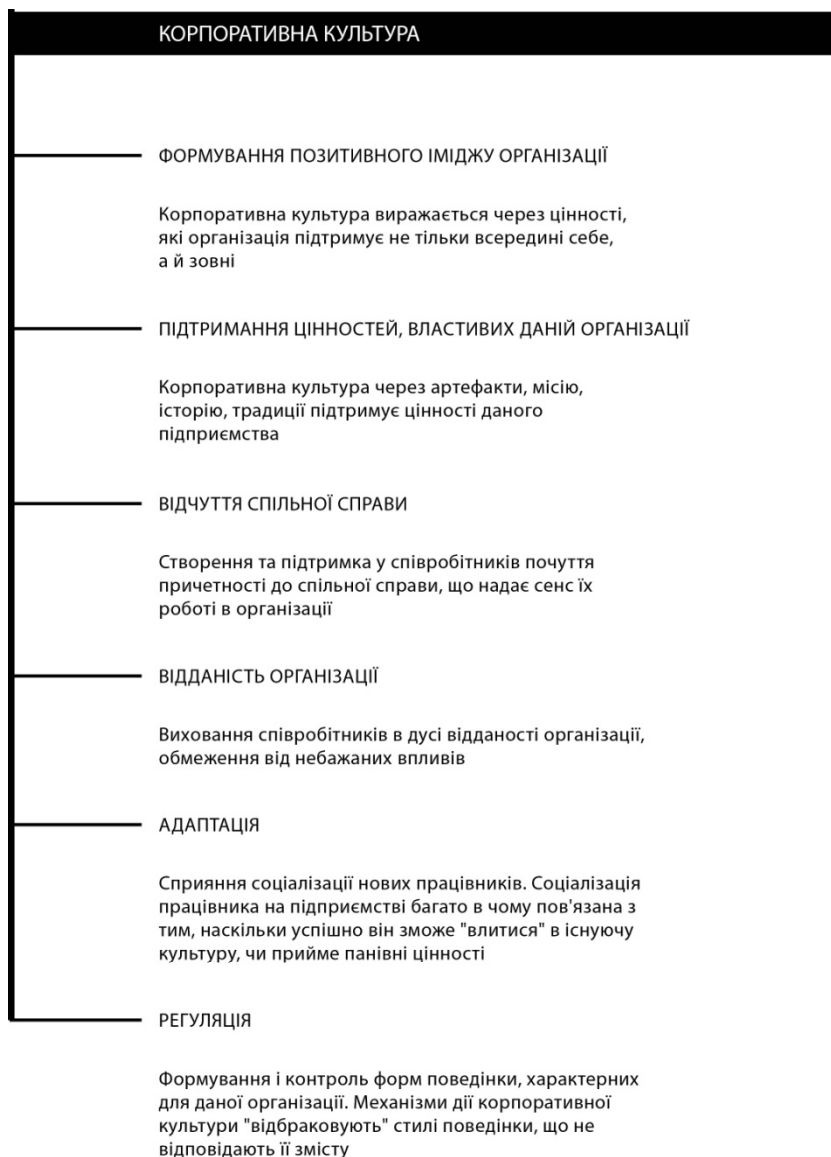 КОРПОРАТИВНА КУЛЬТУРА
ФОРМУВАННЯ ПОЗИТИВНОГО ІМІДЖУ ОРГАНІЗАЦІЇ
Корпоративна культура виражається через цінності,
які організація підтримує не тільки всередині себе,
а й зовні
ПІДТРИМАННЯ ЦІННОСТЕЙ, ВЛАСТИВИХ ДАНІЙ ОРГАНІЗАЦІЇ
Корпоративна культура через артефакти, місію,
історію, традиції підтримує цінності даного
підприємства
ВІДЧУТТЯ СПІЛЬНОЇ СПРАВИ
Створення та підтримка у співробітників почуття
причетності до спільної справи, що надає сенс їх
роботі в організації
ВІДДАНІСТЬ ОРГАНІЗАЦІЇ
Виховання співробітників в дусі відданості організації,
обмеження від небажаних впливів
АДАПТАЦІЯ
Сприяння соціалізації нових працівників. Соціалізація
працівника на підприємстві багато в чому пов'язана з
тим, наскільки успішно він зможе "влитися" в існуючу
культуру, чи прийме панівні цінності
РЕГУЛЯЦІЯ
Формування і контроль форм поведінки, характерних
для даної організації. Механізми дії корпоративної
культури "відбраковують" стилі поведінки, що не
відповідають її змісту